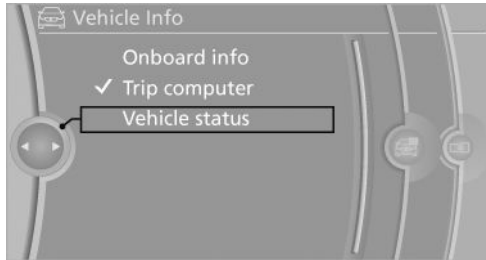 Vehicle Info
Onboard info
Trip computer
Vehicle status